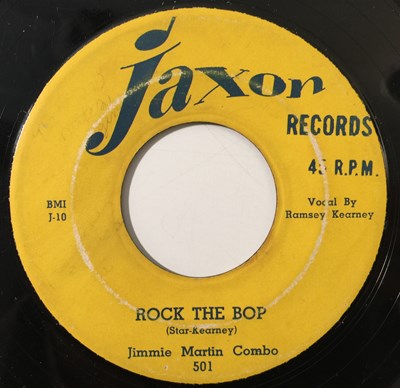 Jaxon
RECORDS
45 R.P.M.
BMI
J-10
Vocal By
Ramsey Kearney
ROCK THE BOP
(Star-Kearney)
Jimmie Martin Combo
501